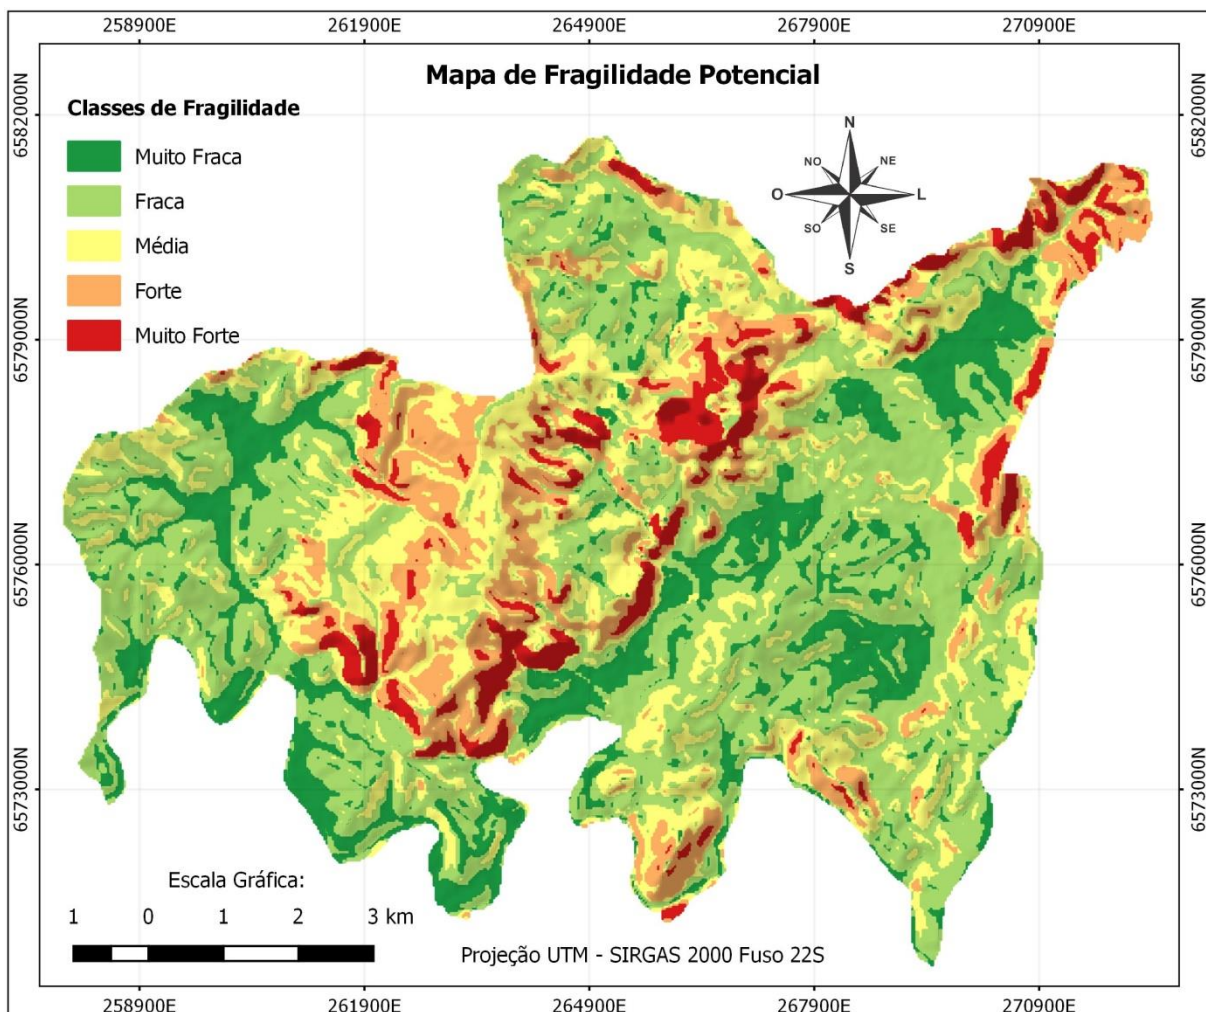 258900E 261900E 264900E 267900E 270900E
Mapa de Fragilidade Potencial
Classes de Fragilidade
Muito Fraca
Fraca
Média
Forte
Muito Forte
N
NO NE
O L
SO SE
S
6582000N 6582000N
6579000N 6579000N
6576000N 6576000N
6573000N 6573000N
Escala Gráfica:
1 0 1 2 3 km
Projeção UTM - SIRGAS 2000 Fuso 22S
258900E 261900E 264900E 267900E 270900E